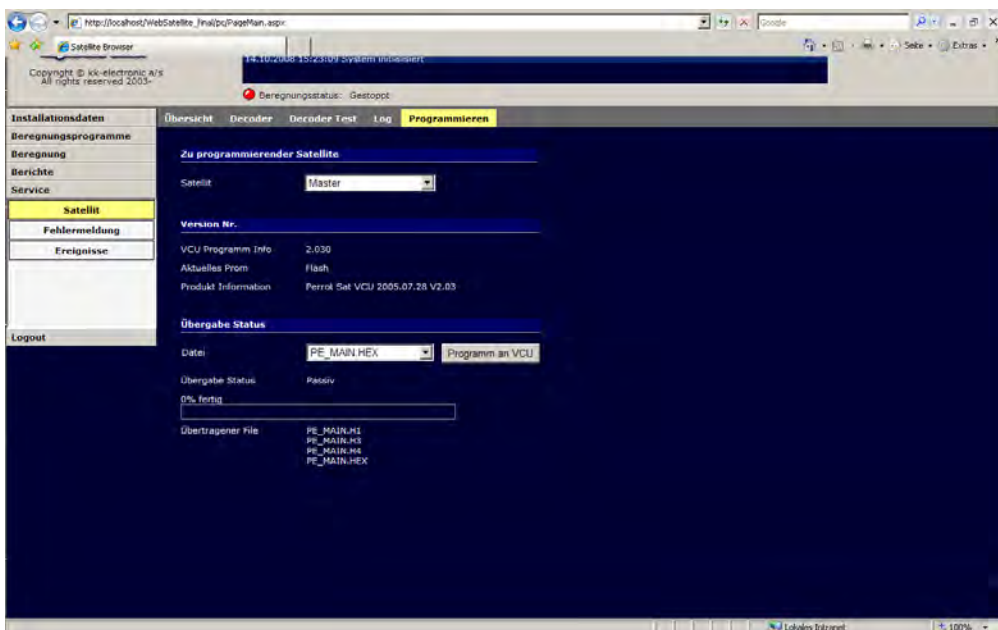 http://localhost/WebSatellite_Final/pc/PageMain.aspx
Google
Satellite Browser
Seite
Extras
Copyright © kk-electronic a/s
All rights reserved 2003-
14.10.2008 15:23:09 System initialisiert
Beregnungsstatus: Gestoppt
Installationsdaten
Beregnungsprogramme
Beregnung
Berichte
Service
Satellit
Fehlermeldung
Ereignisse
Logout
Übersicht Decoder Decoder Test Log Programmieren
Zu programmierender Satellite
Satellit Master
Version Nr.
VCU Programm Info 2.030
Aktuelles Prom Flash
Produkt Information Perrot Sat VCU 2005.07.28 V2.03
Übergabe Status
Datei PE_MAIN.HEX Programm an VCU
Übergabe Status Passiv
0% fertig
Übertragener File PE_MAIN.H1
PE_MAIN.H3
PE_MAIN.H4
PE_MAIN.HEX
Lokales Intranet 100%